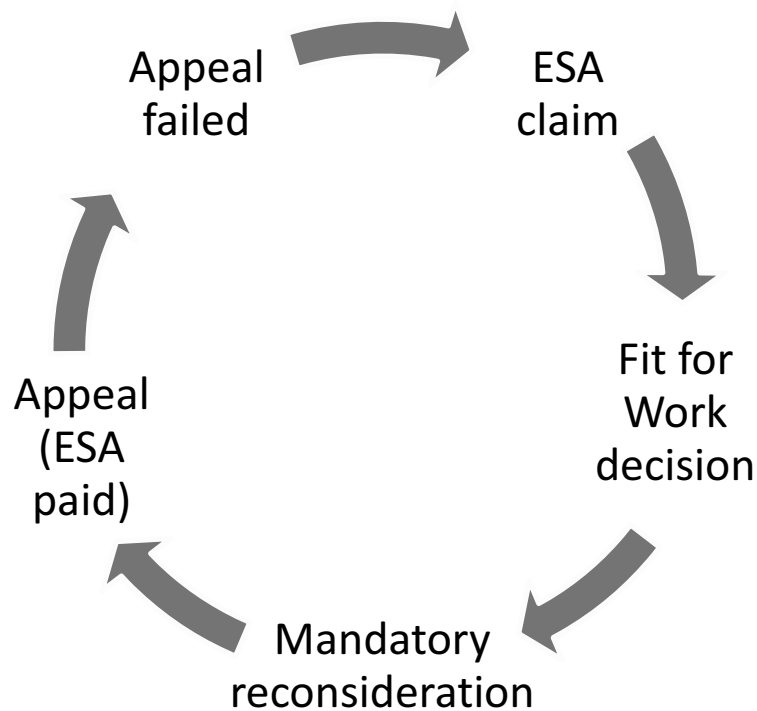 Appeal
failed
ESA
claim
Fit for
Work
decision
Mandatory
reconsideration
Appeal
(ESA
paid)